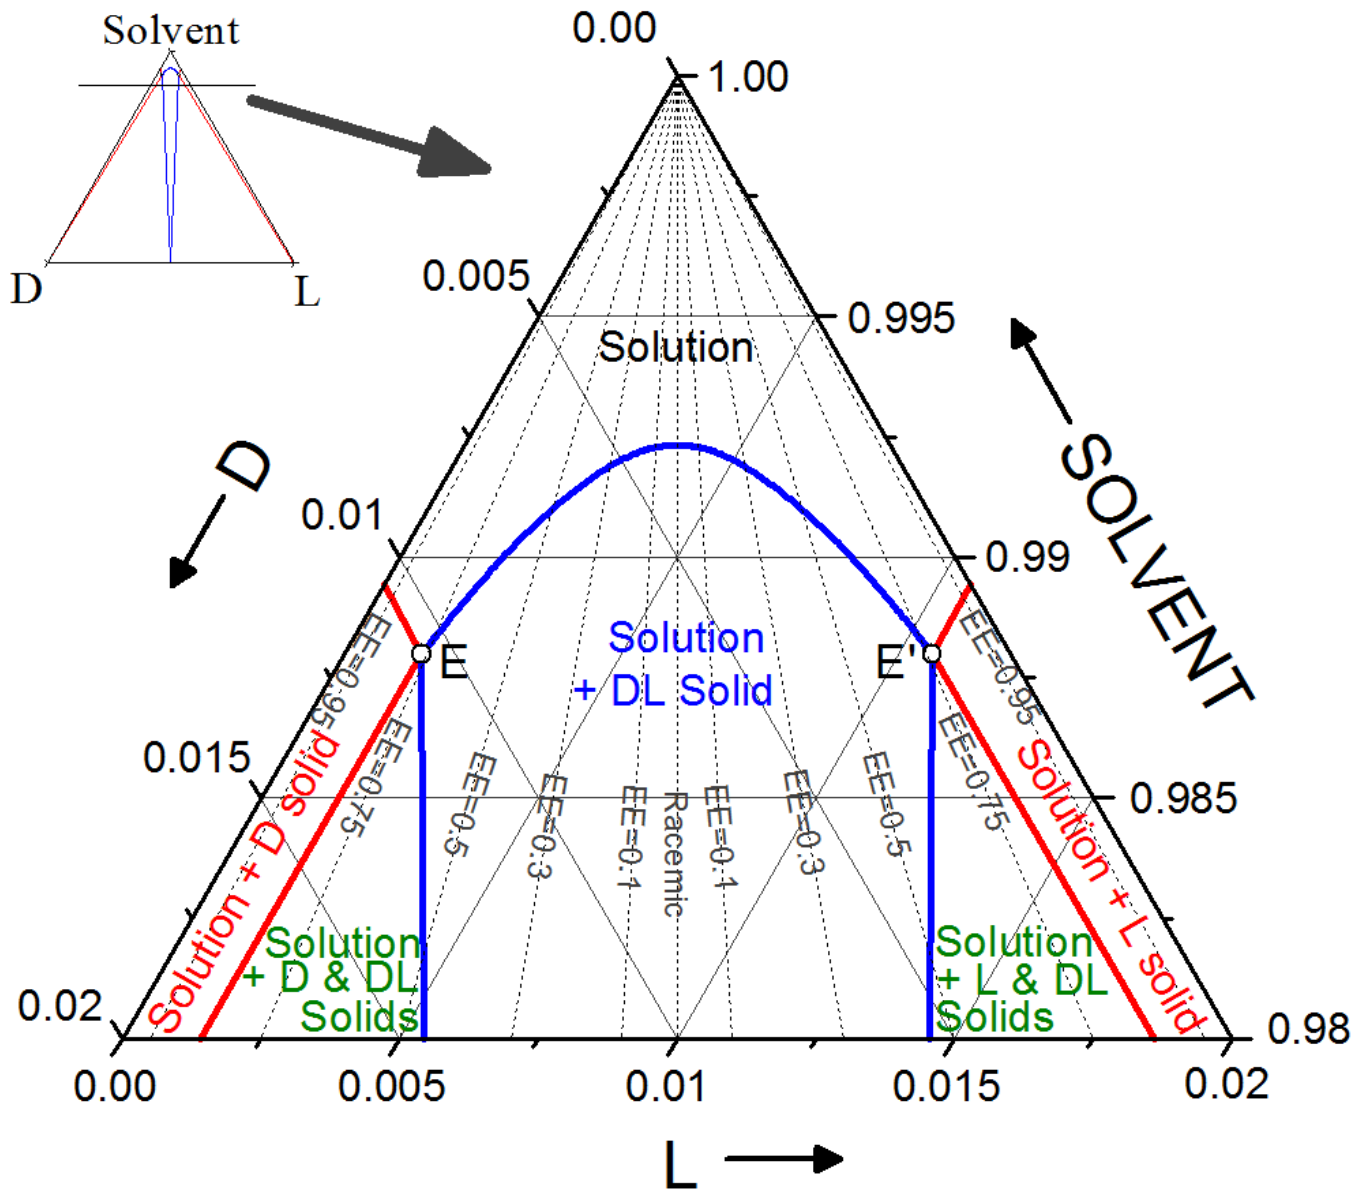 Solvent
D
L
0.00
1.00
0.005
0.995
Solution
D
SOLVENT
0.01
0.99
Solution
+ DL Solid
E
E'
EE=0.95
EE=0.95
EE=0.75
EE=0.75
EE=0.5
EE=0.5
EE=0.3
EE=0.3
EE=0.1
EE=0.1
Racemic
0.015
0.985
Solution + D solid
Solution + L solid
Solution
+ D & DL
Solids
Solution
+ L & DL
Solids
0.02
0.98
0.00
0.005
0.01
0.015
0.02
L